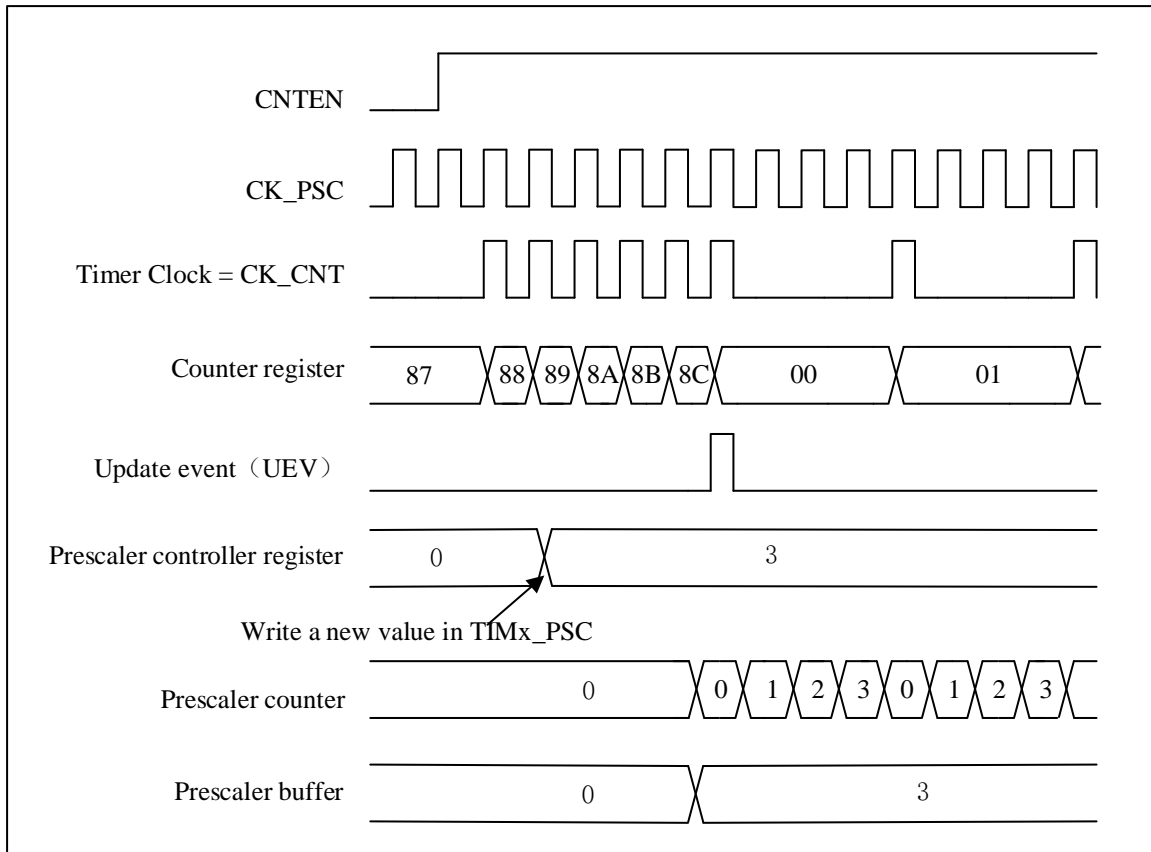 CNTEN
CK_PSC
Timer Clock = CK_CNT
Counter register
87 88 89 8A 8B 8C 00 01
Update event（UEV）
Prescaler controller register
0 3
Write a new value in TIMx_PSC
Prescaler counter
0 0 1 2 3 0 1 2 3
Prescaler buffer
0 3